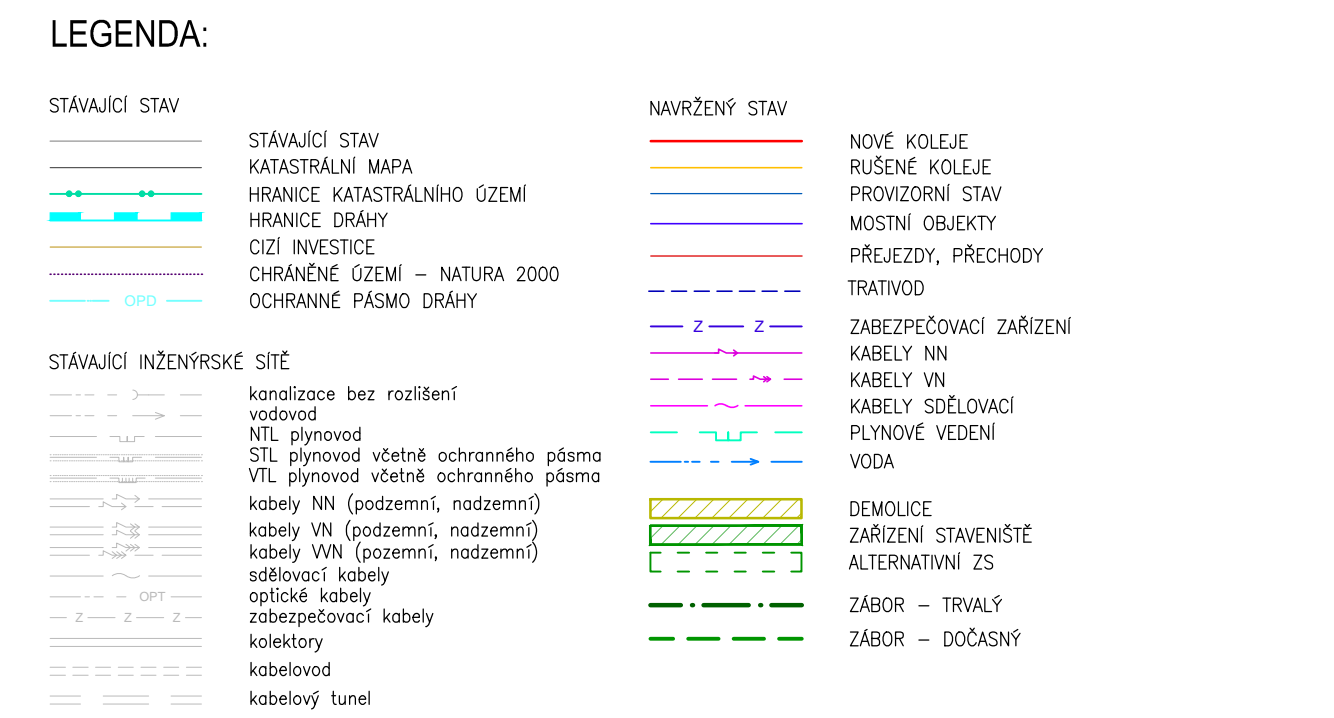 LEGENDA:
STÁVAJÍCÍ STAV
STÁVAJÍCÍ STAV
KATASTRÁLNÍ MAPA
HRANICE KATASTRÁLNÍHO ÚZEMÍ
HRANICE DRÁHY
CIZÍ INVESTICE
CHRÁNĚNÉ ÚZEMÍ – NATURA 2000
OPD OCHRANNÉ PÁSMO DRÁHY
STÁVAJÍCÍ INŽENÝRSKÉ SÍTĚ
kanalizace bez rozlišení
vodovod
NTL plynovod
STL plynovod včetně ochranného pásma
VTL plynovod včetně ochranného pásma
kabely NN (podzemní, nadzemní)
kabely VN (podzemní, nadzemní)
kabely VVN (pozemní, nadzemní)
sdělovací kabely
OPT optické kabely
Z Z Z zabezpečovací kabely
kolektory
kabelovod
kabelový tunel
NAVRŽENÝ STAV
NOVÉ KOLEJE
RUŠENÉ KOLEJE
PROVIZORNÍ STAV
MOSTNÍ OBJEKTY
PŘEJEZDY, PŘECHODY
TRATIVOD
Z Z ZABEZPEČOVACÍ ZAŘÍZENÍ
KABELY NN
KABELY VN
KABELY SDĚLOVACÍ
PLYNOVÉ VEDENÍ
VODA
DEMOLICE
ZAŘÍZENÍ STAVENIŠTĚ
ALTERNATIVNÍ ZS
ZÁBOR – TRVALÝ
ZÁBOR – DOČASNÝ